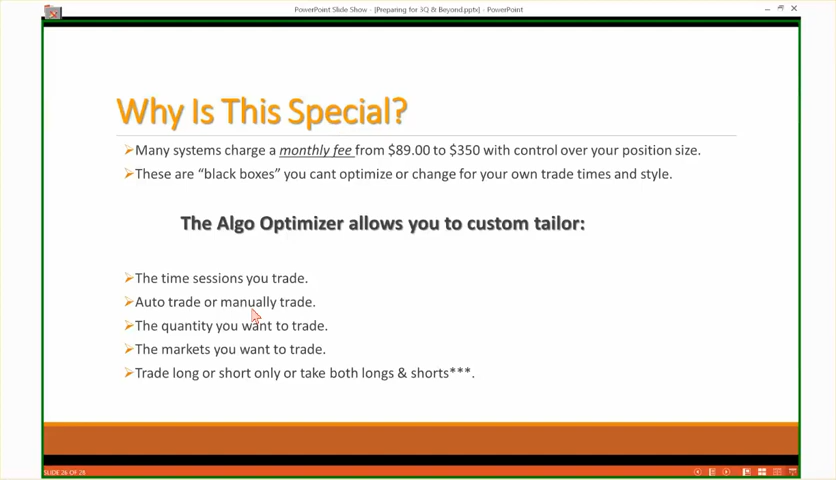 PowerPoint Slide Show - [Preparing for 3Q & Beyond.pptx] - PowerPoint
Why Is This Special?
Many systems charge a monthly fee from $89.00 to $350 with control over your position size.
These are “black boxes” you cant optimize or change for your own trade times and style.
The Algo Optimizer allows you to custom tailor:
The time sessions you trade.
Auto trade or manually trade.
The quantity you want to trade.
The markets you want to trade.
Trade long or short only or take both longs & shorts***.
SLIDE 26 OF 28